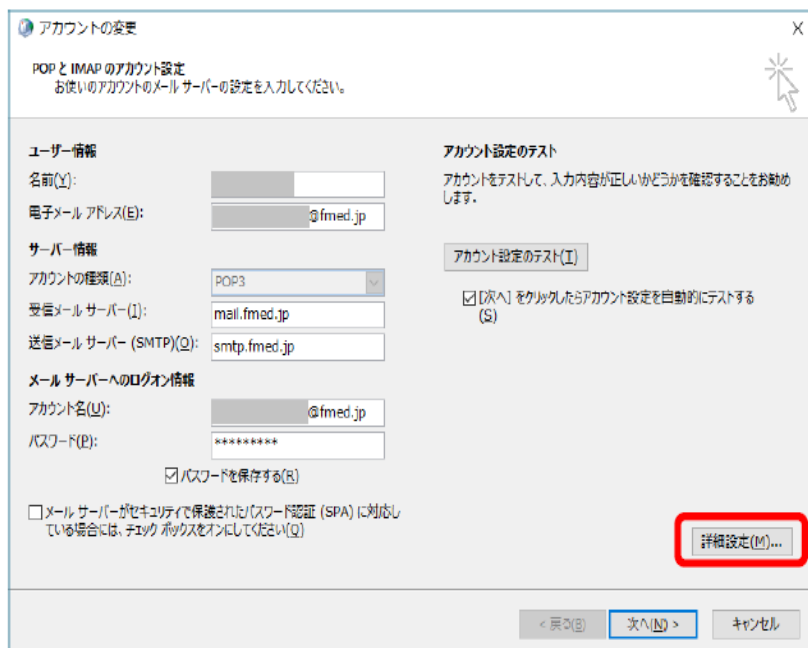 アカウントの変更
POP と IMAP のアカウント設定
お使いのアカウントのメール サーバーの設定を入力してください。
ユーザー情報
名前(Y):
電子メール アドレス(E):
@fmed.jp
サーバー情報
アカウントの種類(A):
POP3
受信メール サーバー(I):
mail.fmed.jp
送信メール サーバー (SMTP)(O):
smtp.fmed.jp
メール サーバーへのログオン情報
アカウント名(U):
@fmed.jp
パスワード(P):
*********
パスワードを保存する(R)
メール サーバーがセキュリティで保護されたパスワード認証 (SPA) に対応し
ている場合には、チェック ボックスをオンにしてください(Q)
アカウント設定のテスト
アカウントをテストして、入力内容が正しいかどうかを確認することをお勧め
します。
アカウント設定のテスト(T)
[次へ] をクリックしたらアカウント設定を自動的にテストする
(S)
詳細設定(M)...
< 戻る(B)
次へ(N) >
キャンセル